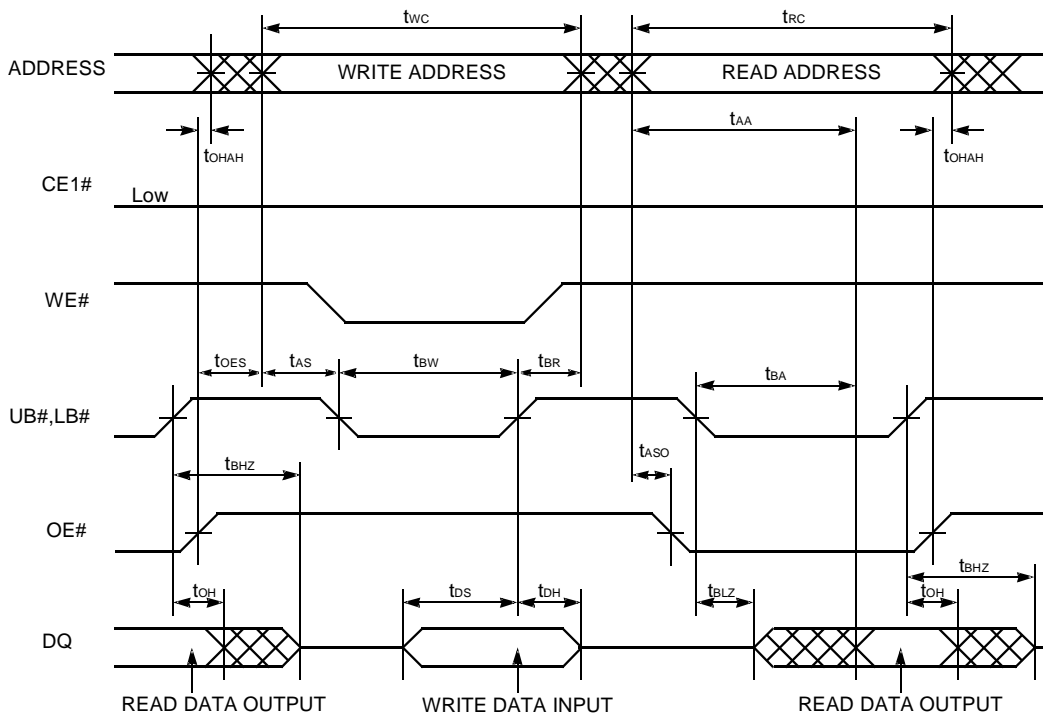 tWC
tRC
ADDRESS
WRITE ADDRESS
READ ADDRESS
tAA
tOHAH
tOHAH
CE1#
Low
WE#
tOES
tAS
tBW
tBR
tBA
UB#,LB#
tBHZ
tASO
OE#
tBHZ
tOH
tDS
tDH
tBLZ
tOH
DQ
READ DATA OUTPUT
WRITE DATA INPUT
READ DATA OUTPUT